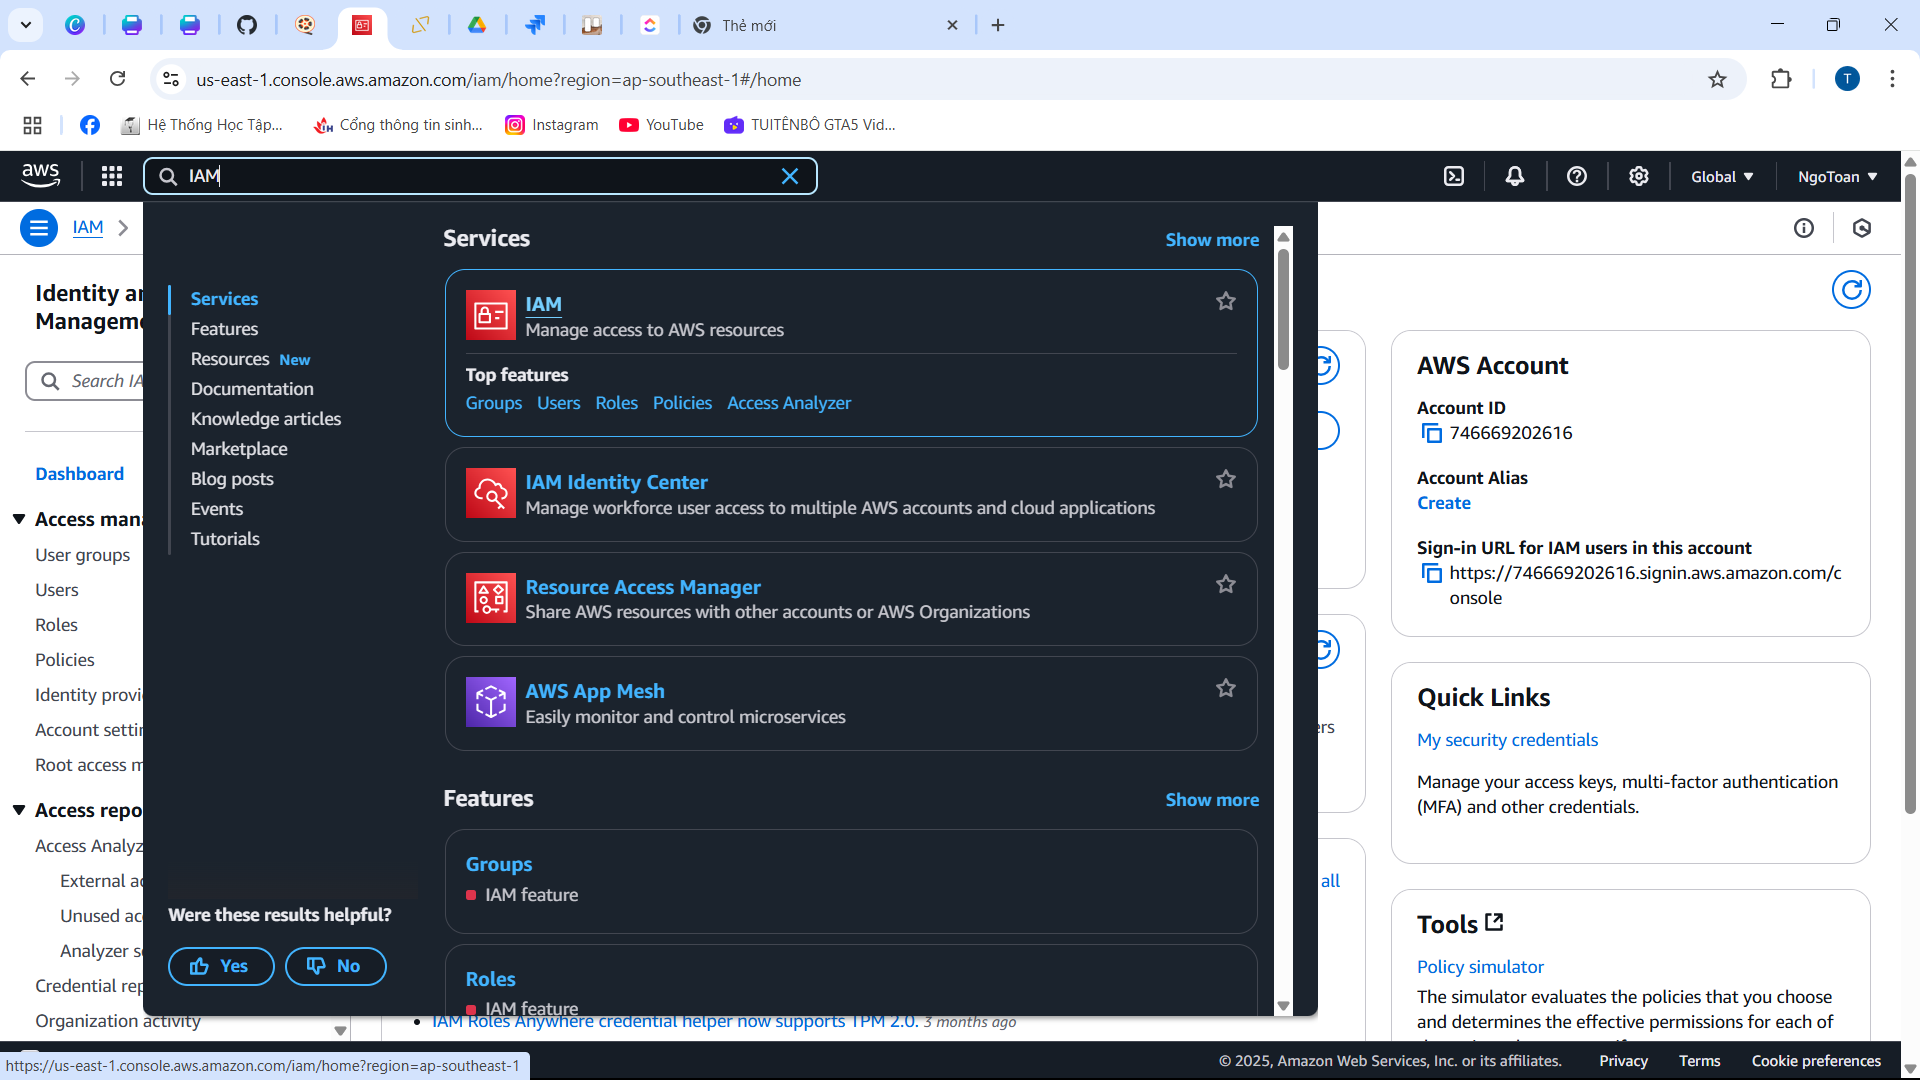 Thẻ mới
us-east-1.console.aws.amazon.com/iam/home?region=ap-southeast-1#/home
Hệ Thống Học Tập...
Cổng thông tin sinh...
Instagram
YouTube
TUITÊNBÔ GTA5 Vid...
T
aws
IAM
Global
NgoToan
IAM
Identity an
Manageme
Search IA
Dashboard
Access mana
User groups
Users
Roles
Policies
Identity provi
Account settin
Root access m
Access repo
Access Analyz
External ac
Unused acc
Analyzer se
Credential rep
Organization activity
Services
Features
Resources New
Documentation
Knowledge articles
Marketplace
Blog posts
Events
Tutorials
Were these results helpful?
Yes
No
Services
Show more
IAM
Manage access to AWS resources
Top features
Groups Users Roles Policies Access Analyzer
IAM Identity Center
Manage workforce user access to multiple AWS accounts and cloud applications
Resource Access Manager
Share AWS resources with other accounts or AWS Organizations
AWS App Mesh
Easily monitor and control microservices
Features
Show more
Groups
IAM feature
Roles
IAM feature
IAM Roles Anywhere credential helper now supports TPM 2.0. 3 months ago
ers
all
AWS Account
Account ID
746669202616
Account Alias
Create
Sign-in URL for IAM users in this account
https://746669202616.signin.aws.amazon.com/c
onsole
Quick Links
My security credentials
Manage your access keys, multi-factor authentication
(MFA) and other credentials.
Tools
Policy simulator
The simulator evaluates the policies that you choose
and determines the effective permissions for each of
© 2025, Amazon Web Services, Inc. or its affiliates.
Privacy
Terms
Cookie preferences
https://us-east-1.console.aws.amazon.com/iam/home?region=ap-southeast-1